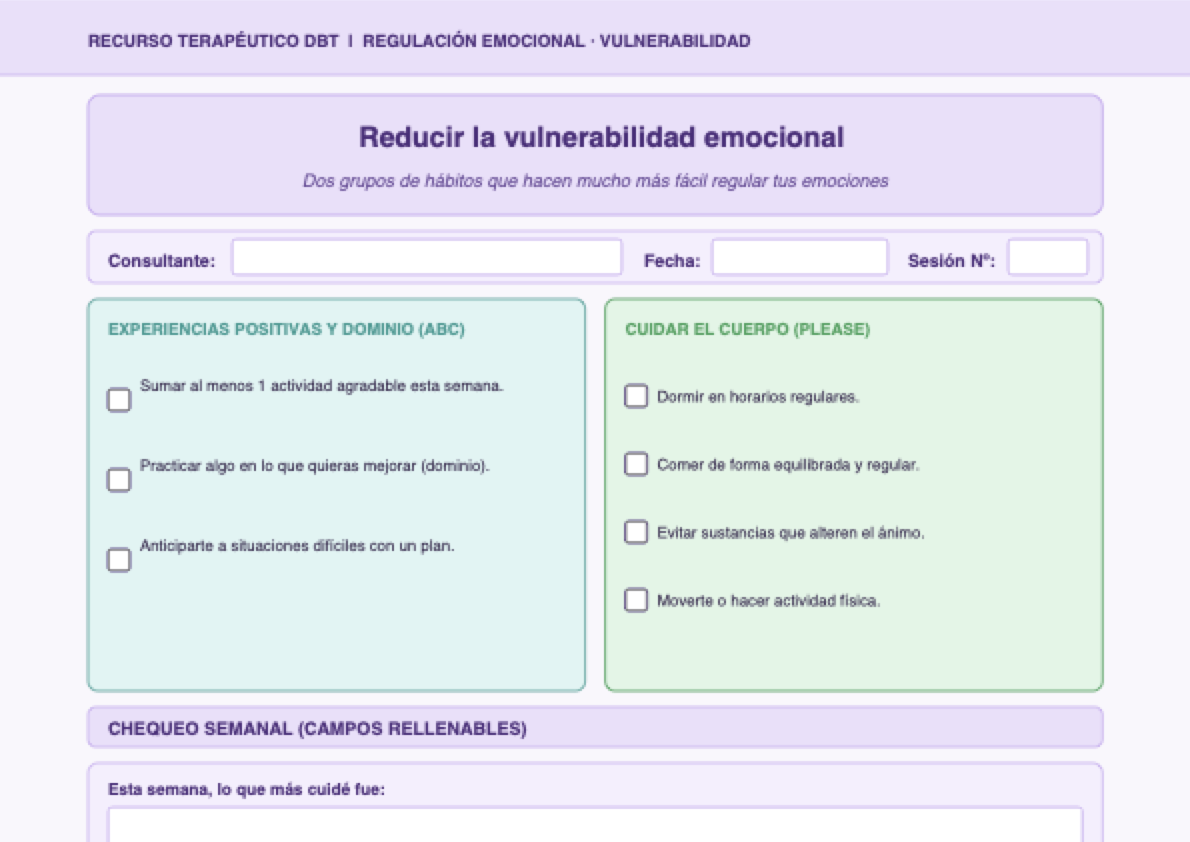 RECURSO TERAPÉUTICO DBT | REGULACIÓN EMOCIONAL · VULNERABILIDAD
Reducir la vulnerabilidad emocional
Dos grupos de hábitos que hacen mucho más fácil regular tus emociones
Consultante:
Fecha:
Sesión Nº:
EXPERIENCIAS POSITIVAS Y DOMINIO (ABC)
Sumar al menos 1 actividad agradable esta semana.
Practicar algo en lo que quieras mejorar (dominio).
Anticiparte a situaciones difíciles con un plan.
CUIDAR EL CUERPO (PLEASE)
Dormir en horarios regulares.
Comer de forma equilibrada y regular.
Evitar sustancias que alteren el ánimo.
Moverte o hacer actividad física.
CHEQUEO SEMANAL (CAMPOS RELLENABLES)
Esta semana, lo que más cuidé fue: